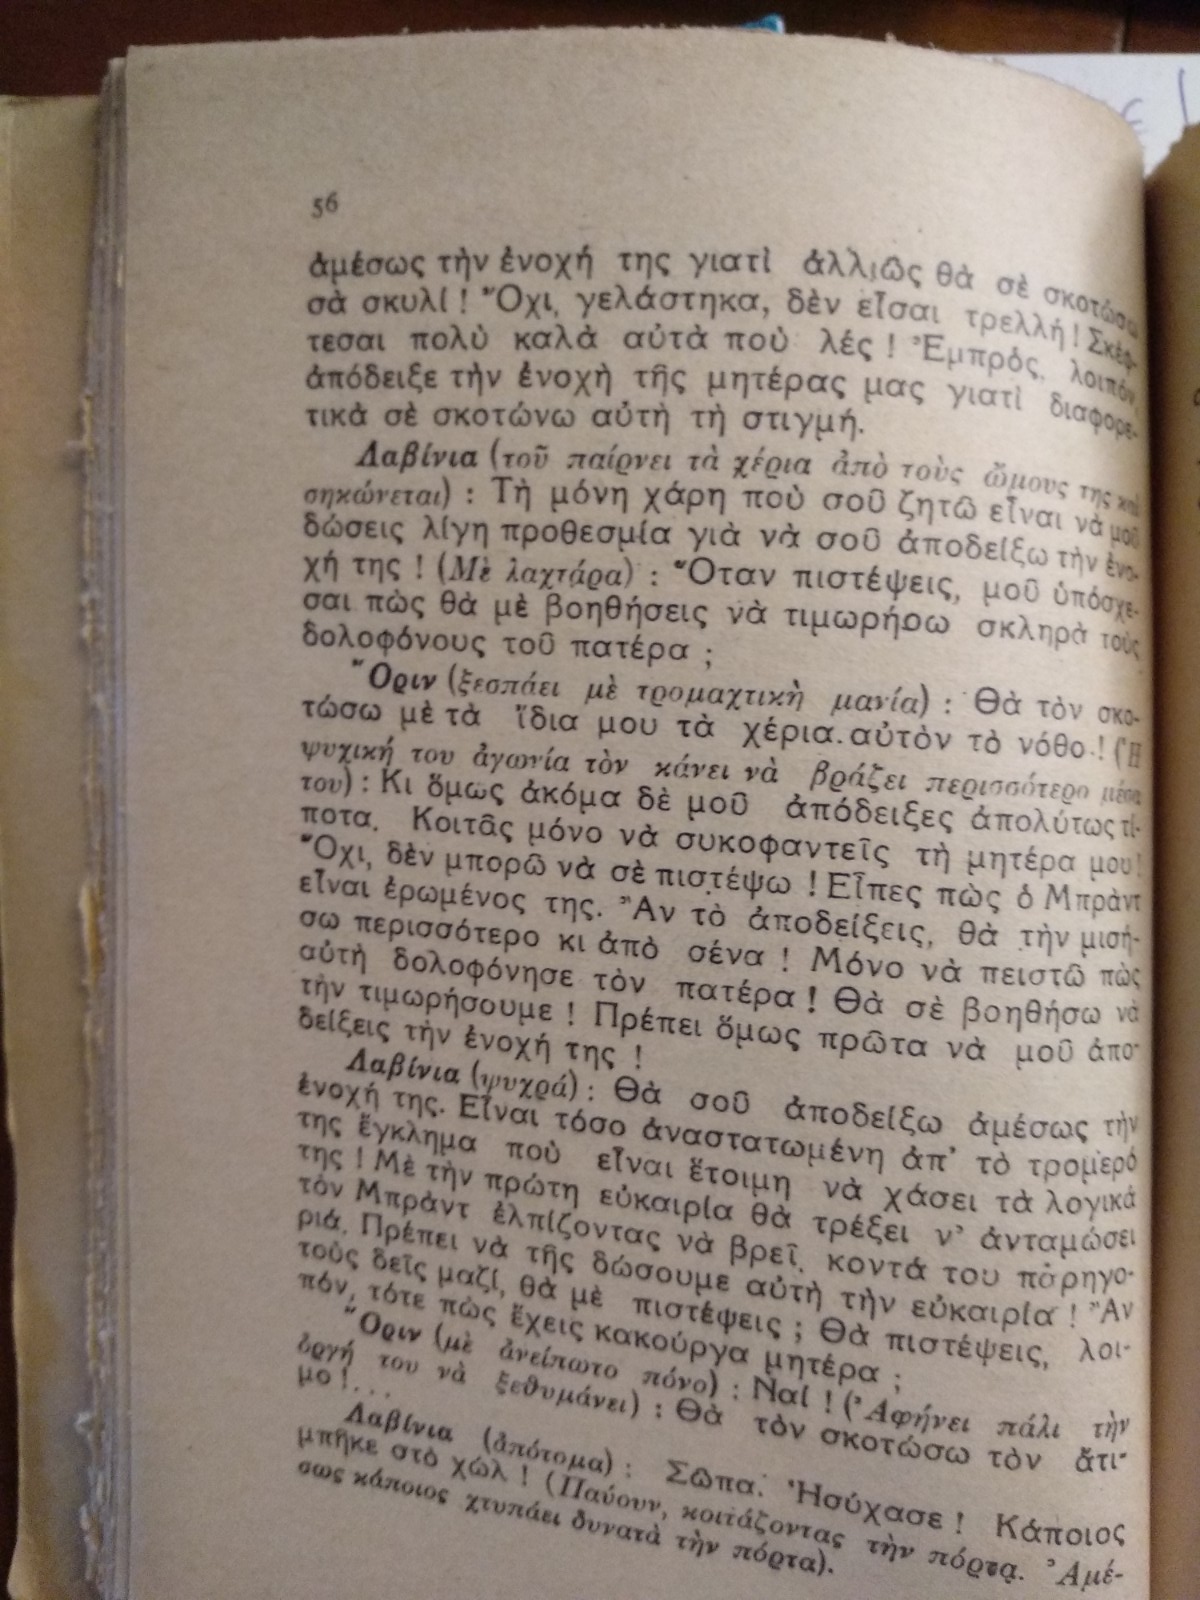 56
ἀμέσως τὴν ἐνοχή της γιατὶ ἀλλιῶς θὰ σὲ σκοτώσω
σὰ σκυλί ! Ὄχι, γελάστηκα, δὲν εἶσαι τρελλή ! Σκέφ-
τεσαι πολὺ καλὰ αὐτὰ ποὺ λές ! Ἐμπρός, λοιπόν,
ἀπόδειξε τὴν ἐνοχὴ τῆς μητέρας μας γιατὶ διαφορε-
τικὰ σὲ σκοτώνω αὐτὴ τὴ στιγμή.
Λαβίνια (τοῦ παίρνει τὰ χέρια ἀπὸ τοὺς ὤμους της καὶ
σηκώνεται) : Τὴ μόνη χάρη ποὺ σοῦ ζητῶ εἶναι νὰ μοῦ
δώσεις λίγη προθεσμία γιὰ νὰ σοῦ ἀποδείξω τὴν ἐνο-
χή της ! (Μὲ λαχτάρα) : Ὅταν πιστέψεις, μοῦ ὑπόσχε-
σαι πὼς θὰ μὲ βοηθήσεις νὰ τιμωρήσω σκληρὰ τοὺς
δολοφόνους τοῦ πατέρα ;
Ὄριν (ξεσπάει μὲ τρομαχτικὴ μανία) : Θὰ τὸν σκο-
τώσω μὲ τὰ ἴδια μου τὰ χέρια αὐτὸν τὸ νόθο ! (Ἡ
ψυχική του ἀγωνία τὸν κάνει νὰ βράζει περισσότερο μέσα
του) : Κι ὅμως ἀκόμα δὲ μοῦ ἀπόδειξες ἀπολύτως τί-
ποτα. Κοιτᾶς μόνο νὰ συκοφαντεῖς τὴ μητέρα μου !
Ὄχι, δὲν μπορῶ νὰ σὲ πιστέψω ! Εἶπες πὼς ὁ Μπρὰντ
εἶναι ἐρωμένος της. Ἂν τὸ ἀποδείξεις, θὰ τὴν μισή-
σω περισσότερο κι ἀπὸ σένα ! Μόνο νὰ πειστῶ πὼς
αὐτὴ δολοφόνησε τὸν πατέρα ! Θὰ σὲ βοηθήσω νὰ
τὴν τιμωρήσουμε ! Πρέπει ὅμως πρῶτα νὰ μοῦ ἀπο-
δείξεις τὴν ἐνοχή της !
Λαβίνια (ψυχρά) : Θὰ σοῦ ἀποδείξω ἀμέσως τὴν
ἐνοχή της. Εἶναι τόσο ἀναστατωμένη ἀπ' τὸ τρομερό
της ἔγκλημα ποὺ εἶναι ἕτοιμη νὰ χάσει τὰ λογικά
της ! Μὲ τὴν πρώτη εὐκαιρία θὰ τρέξει ν' ἀνταμώσει
τὸν Μπρὰντ ἐλπίζοντας νὰ βρεῖ κοντά του παρηγο-
ριά. Πρέπει νὰ τῆς δώσουμε αὐτὴ τὴν εὐκαιρία ! Ἂν
τοὺς δεῖς μαζί, θὰ μὲ πιστέψεις ; Θὰ πιστέψεις, λοι-
πόν, τότε πὼς ἔχεις κακούργα μητέρα ;
Ὄριν (μὲ ἀνείπωτο πόνο) : Ναί ! (Ἀφήνει πάλι τὴν
ὀργή του νὰ ξεθυμάνει) : Θὰ τὸν σκοτώσω τὸν ἄτι-
μο !...
Λαβίνια (ἀπότομα) : Σῶπα. Ἡσύχασε ! Κάποιος
μπῆκε στὸ χώλ ! (Παύουν, κοιτάζοντας τὴν πόρτα. Ἀμέ-
σως κάποιος χτυπάει δυνατὰ τὴν πόρτα).